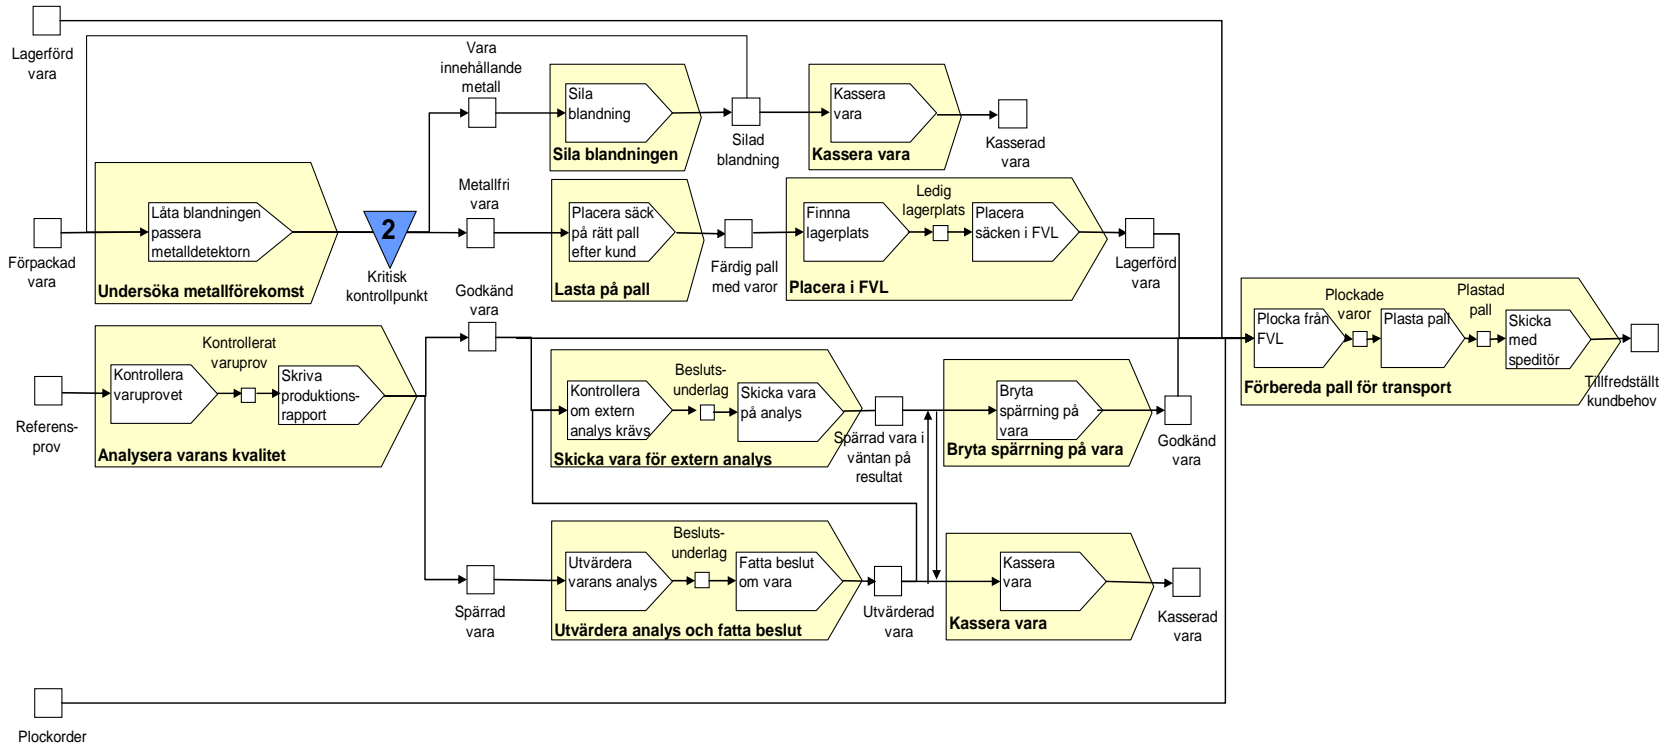 Lagerförd
vara
Vara
innehållande
metall
Sila
blandning
Sila blandningen
Silad
blandning
Kassera
vara
Kassera vara
Kasserad
vara
Förpackad
vara
Låta blandningen
passera
metalldetektorn
Undersöka metallförekomst
2
Kritisk
kontrollpunkt
Metallfri
vara
Placera säck
på rätt pall
efter kund
Lasta på pall
Färdig pall
med varor
Finnna
lagerplats
Ledig
lagerplats
Placera
säcken i FVL
Placera i FVL
Lagerförd
vara
Godkänd
vara
Referens-
prov
Kontrollera
varuprovet
Kontrollerat
varuprov
Skriva
produktions-
rapport
Analysera varans kvalitet
Kontrollera
om extern
analys krävs
Besluts-
underlag
Skicka vara
på analys
Skicka vara för extern analys
Spärrad vara i
väntan på
resultat
Bryta
spärrning på
vara
Bryta spärrning på vara
Godkänd
vara
Plocka från
FVL
Plockade
varor
Plasta pall
Plastad
pall
Skicka
med
speditör
Förbereda pall för transport
Tillfredställt
kundbehov
Spärrad
vara
Utvärdera
varans analys
Besluts-
underlag
Fatta beslut
om vara
Utvärdera analys och fatta beslut
Utvärderad
vara
Kassera
vara
Kassera vara
Kasserad
vara
Plockorder